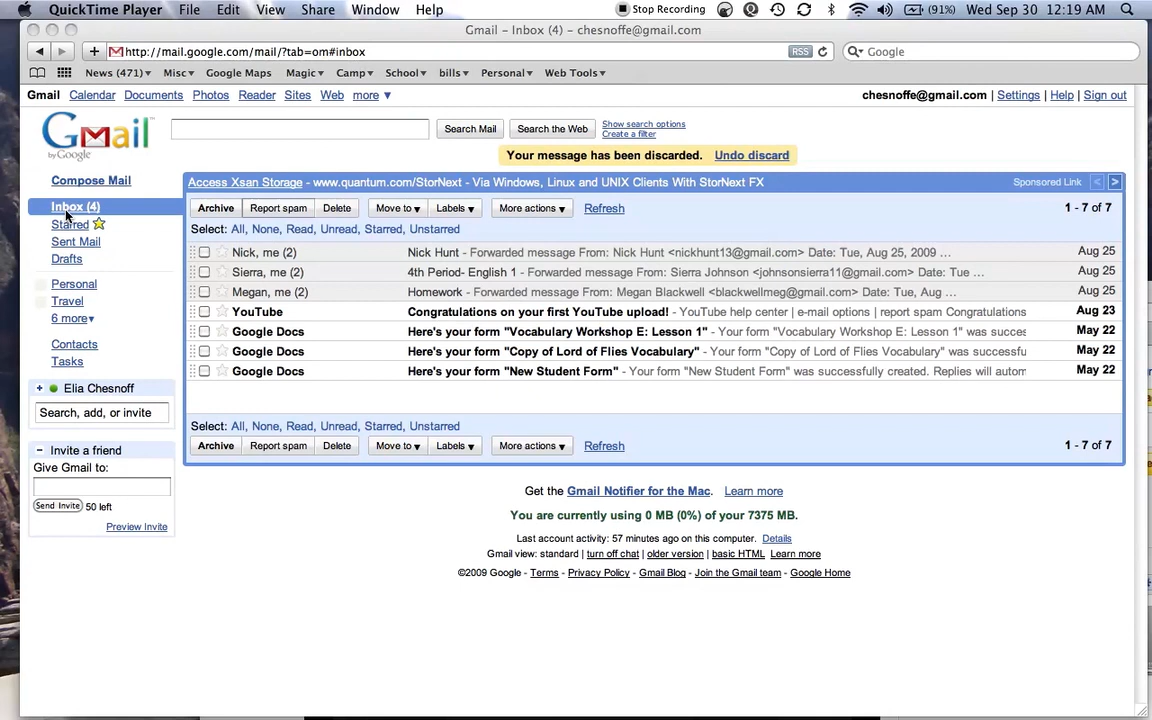 QuickTime Player File Edit View Share Window Help Stop Recording (91%) Wed Sep 30 12:19 AM
Gmail – Inbox (4) – chesnoffe@gmail.com
http://mail.google.com/mail/?tab=om#inbox RSS Google
News (471) Misc Google Maps Magic Camp School bills Personal Web Tools
Gmail Calendar Documents Photos Reader Sites Web more chesnoffe@gmail.com | Settings | Help | Sign out
Gmail by Google
Search Mail Search the Web Show search options
Create a filter
Your message has been discarded. Undo discard
Compose Mail
Inbox (4)
Starred
Sent Mail
Drafts
Personal
Travel
6 more
Contacts
Tasks
Elia Chesnoff
Search, add, or invite
Invite a friend
Give Gmail to:
Send Invite 50 left
Preview Invite
Access Xsan Storage - www.quantum.com/StorNext - Via Windows, Linux and UNIX Clients With StorNext FX Sponsored Link < >
Archive Report spam Delete Move to Labels More actions Refresh 1 - 7 of 7
Select: All, None, Read, Unread, Starred, Unstarred
Nick, me (2) Nick Hunt - Forwarded message From: Nick Hunt <nickhunt13@gmail.com> Date: Tue, Aug 25, 2009 ... Aug 25
Sierra, me (2) 4th Period- English 1 - Forwarded message From: Sierra Johnson <johnsonsierra11@gmail.com> Date: Tue ... Aug 25
Megan, me (2) Homework - Forwarded message From: Megan Blackwell <blackwellmeg@gmail.com> Date: Tue, Aug ... Aug 25
YouTube Congratulations on your first YouTube upload! - YouTube help center | e-mail options | report spam Congratulations Aug 23
Google Docs Here's your form "Vocabulary Workshop E: Lesson 1" - Your form "Vocabulary Workshop E: Lesson 1" was succes May 22
Google Docs Here's your form "Copy of Lord of Flies Vocabulary" - Your form "Copy of Lord of Flies Vocabulary" was successfu May 22
Google Docs Here's your form "New Student Form" - Your form "New Student Form" was successfully created. Replies will autom May 22
Select: All, None, Read, Unread, Starred, Unstarred
Archive Report spam Delete Move to Labels More actions Refresh 1 - 7 of 7
Get the Gmail Notifier for the Mac. Learn more
You are currently using 0 MB (0%) of your 7375 MB.
Last account activity: 57 minutes ago on this computer. Details
Gmail view: standard | turn off chat | older version | basic HTML Learn more
©2009 Google - Terms - Privacy Policy - Gmail Blog - Join the Gmail team - Google Home